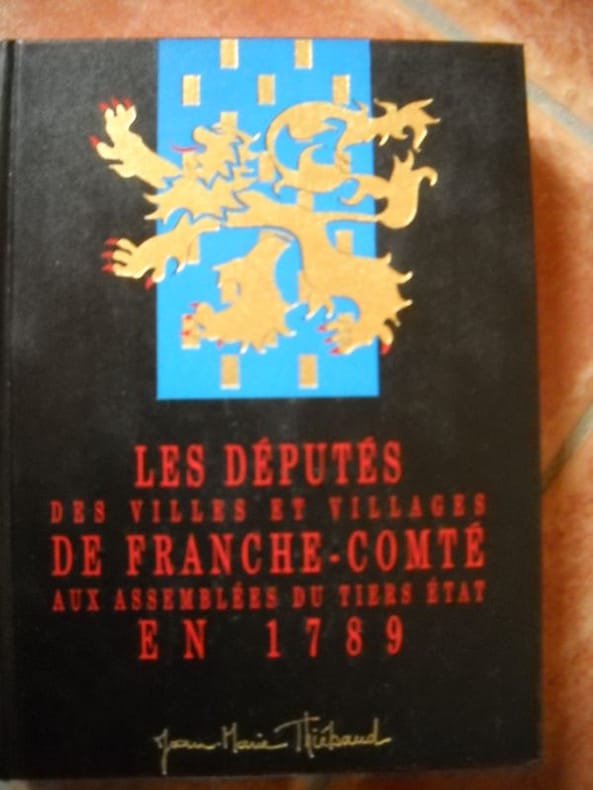 LES DÉPUTÉS
DES VILLES ET VILLAGES
DE FRANCHE-COMTÉ
AUX ASSEMBLÉES DU TIERS ÉTAT
EN 1789
Jean-Marie Thiébaud